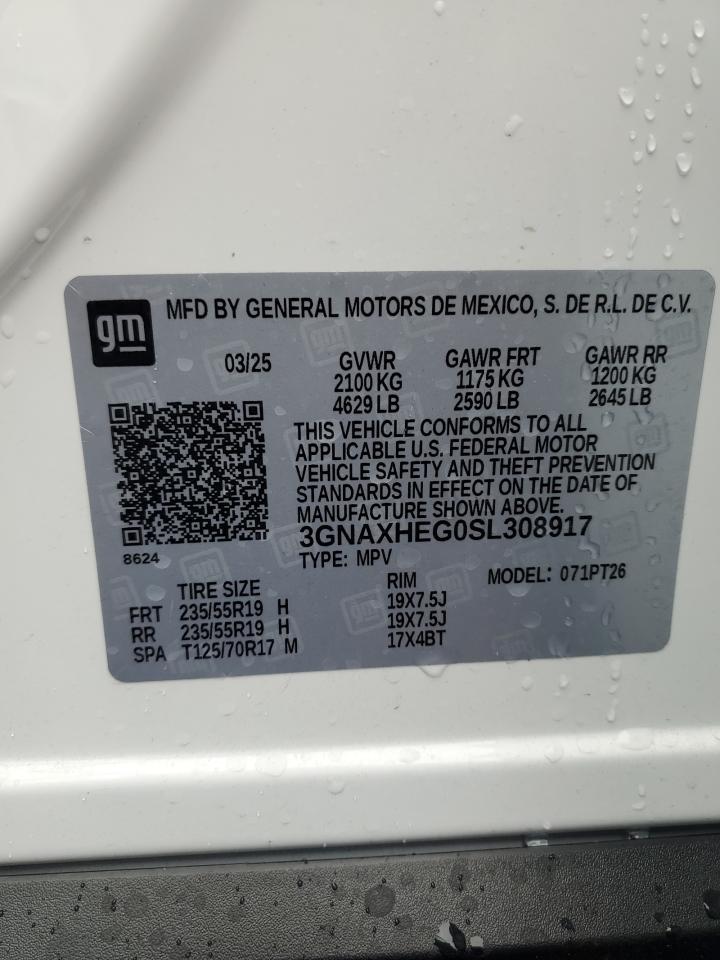 gm
MFD BY GENERAL MOTORS DE MEXICO, S. DE R.L. DE C.V.
03/25 GVWR GAWR FRT GAWR RR
2100 KG 1175 KG 1200 KG
4629 LB 2590 LB 2645 LB
THIS VEHICLE CONFORMS TO ALL
APPLICABLE U.S. FEDERAL MOTOR
VEHICLE SAFETY AND THEFT PREVENTION
STANDARDS IN EFFECT ON THE DATE OF
MANUFACTURE SHOWN ABOVE.
3GNAXHEG0SL308917
8624
TYPE: MPV
MODEL: 071PT26
TIRE SIZE RIM
FRT 235/55R19 H 19X7.5J
RR 235/55R19 H 19X7.5J
SPA T125/70R17 M 17X4BT